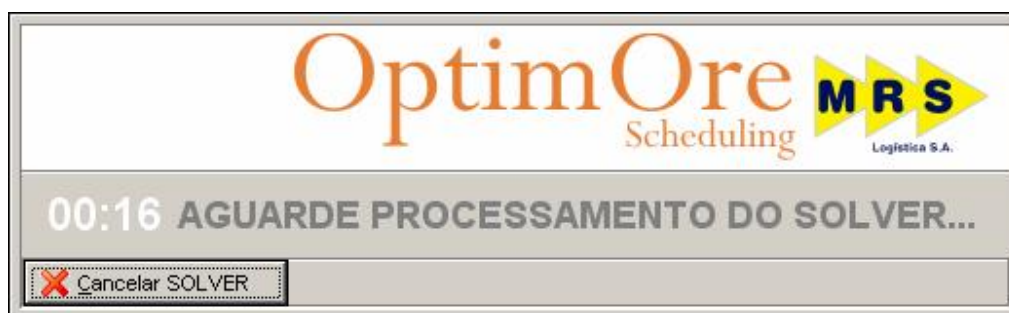 OptimOre
Scheduling
MRS
Logística S.A.
00:16 AGUARDE PROCESSAMENTO DO SOLVER...
Cancelar SOLVER